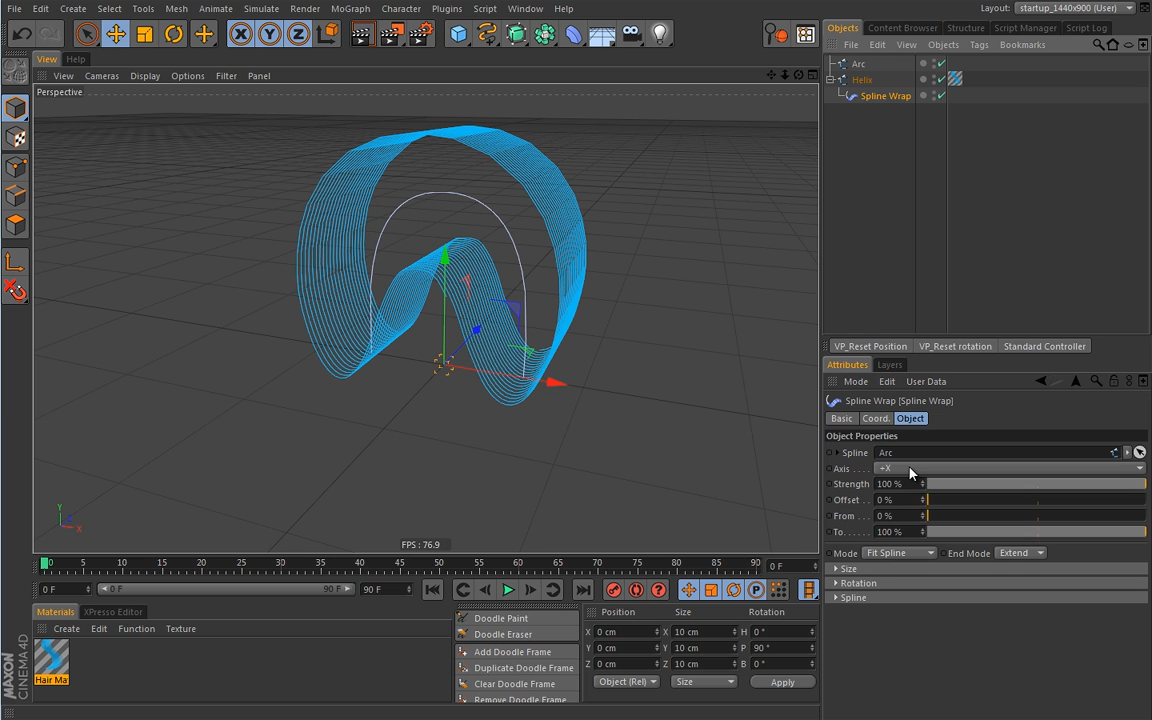 File Edit Create Select Tools Mesh Animate Simulate Render MoGraph Character Plugins Script Window Help
Layout: startup_1440x900 (User)
X Y Z
View Help
View Cameras Display Options Filter Panel
Perspective
Y
Z
X
FPS : 76.9
0 5 10 15 20 25 30 35 40 45 50 55 60 65 70 75 80 85 90 0 F
0 F 0 F 90 F 90 F
Materials XPresso Editor
Create Edit Function Texture
Hair Ma
MAXON
CINEMA 4D
Doodle Paint
Doodle Eraser
Add Doodle Frame
Duplicate Doodle Frame
Clear Doodle Frame
Remove Doodle Frame
Position Size Rotation
X 0 cm X 10 cm H 0 °
Y 0 cm Y 10 cm P 90 °
Z 0 cm Z 10 cm B 0 °
Object (Rel) Size Apply
Objects Content Browser Structure Script Manager Script Log
File Edit View Objects Tags Bookmarks
Arc
Helix
Spline Wrap
VP_Reset Position VP_Reset rotation Standard Controller
Attributes Layers
Mode Edit User Data
Spline Wrap [Spline Wrap]
Basic Coord. Object
Object Properties
Spline Arc
Axis . . . . +X
Strength 100 %
Offset . . 0 %
From . . 0 %
To. . . . . . 100 %
Mode Fit Spline End Mode Extend
Size
Rotation
Spline